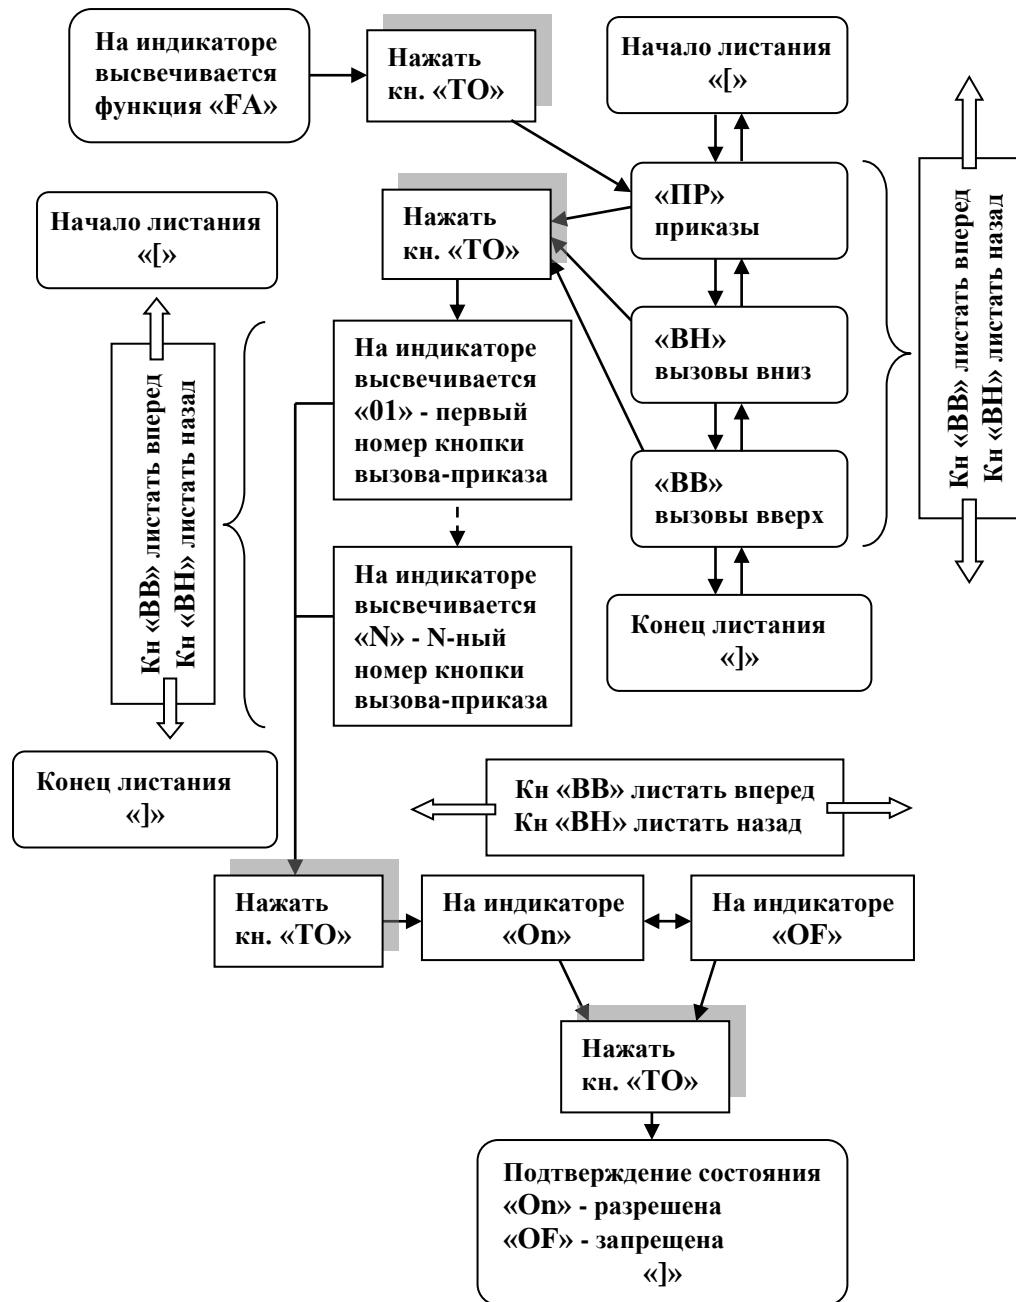 На индикаторе
высвечивается
функция «FA»
Нажать
кн. «ТО»
Начало листания
«[»
«ПР»
приказы
Нажать
кн. «ТО»
Начало листания
«[»
«ВН»
вызовы вниз
На индикаторе
высвечивается
«01» - первый
номер кнопки
вызова-приказа
«ВВ»
вызовы вверх
Кн «ВВ» листать вперед
Кн «ВН» листать назад
Кн «ВВ» листать вперед
Кн «ВН» листать назад
На индикаторе
высвечивается
«N» - N-ный
номер кнопки
вызова-приказа
Конец листания
«]»
Конец листания
«]»
Кн «ВВ» листать вперед
Кн «ВН» листать назад
Нажать
кн. «ТО»
На индикаторе
«On»
На индикаторе
«OF»
Нажать
кн. «ТО»
Подтверждение состояния
«On» - разрешена
«OF» - запрещена
«]»